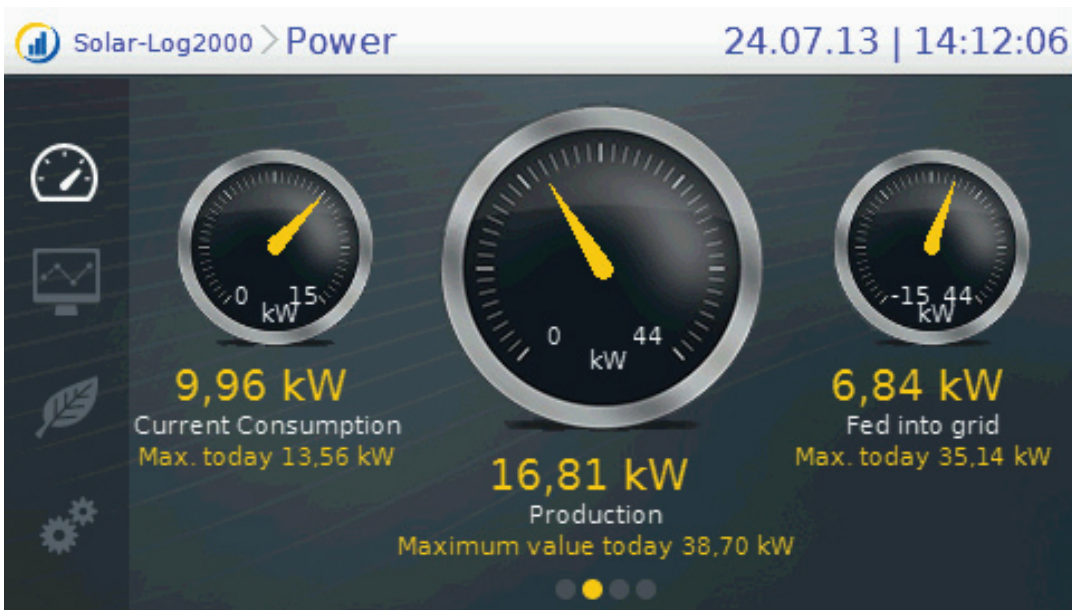 Solar-Log2000 > Power
24.07.13 | 14:12:06
0 15
kW
9,96 kW
Current Consumption
Max. today 13,56 kW
0 44
kW
16,81 kW
Production
Maximum value today 38,70 kW
-15 44
kW
6,84 kW
Fed into grid
Max. today 35,14 kW